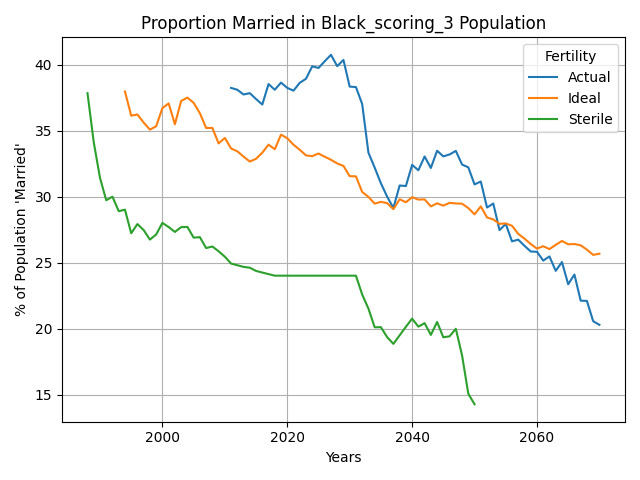 Proportion Married in Black_scoring_3 Population
Fertility
Actual
Ideal
Sterile
% of Population 'Married'
40
35
30
25
20
15
2000
2020
2040
2060
Years